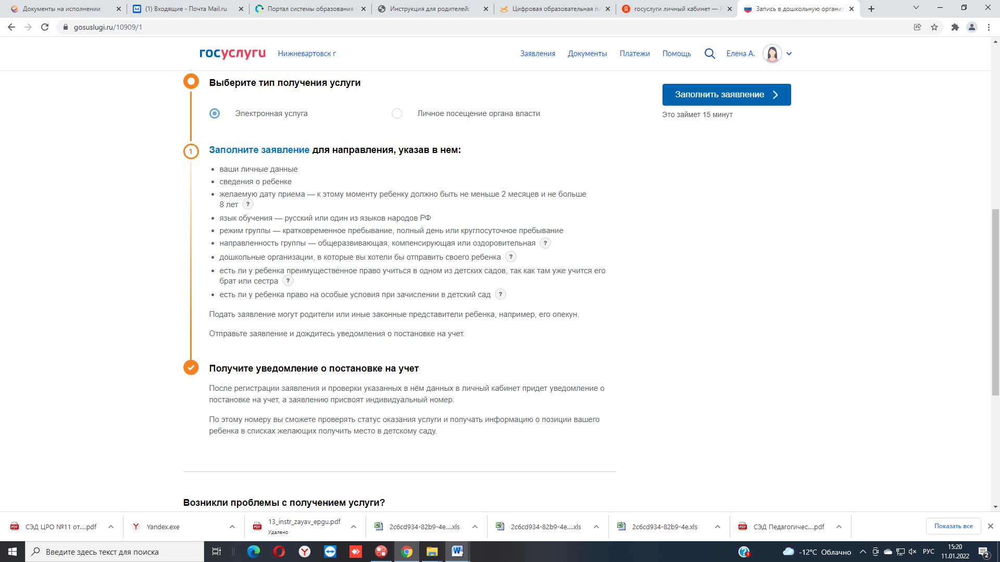 Документы на исполнении
(1) Входящие - Почта Mail.ru
Портал системы образования
Инструкция для родителей:
Цифровая образовательная пл
госуслуги личный кабинет — Я
Запись в дошкольную организ
gosuslugi.ru/10909/1
госуслуги
Нижневартовск г
Заявления
Документы
Платежи
Помощь
Елена А.
Выберите тип получения услуги
Заполнить заявление
Электронная услуга
Личное посещение органа власти
Это займет 15 минут
1
Заполните заявление для направления, указав в нем:
ваши личные данные
сведения о ребенке
желаемую дату приема — к этому моменту ребенку должно быть не меньше 2 месяцев и не больше
8 лет ?
язык обучения — русский или один из языков народов РФ
режим группы — кратковременное пребывание, полный день или круглосуточное пребывание
направленность группы — общеразвивающая, компенсирующая или оздоровительная ?
дошкольные организации, в которые вы хотели бы отправить своего ребенка ?
есть ли у ребенка преимущественное право учиться в одном из детских садов, так как там уже учится его
брат или сестра ?
есть ли у ребенка право на особые условия при зачислении в детский сад ?
Подать заявление могут родители или иные законные представители ребенка, например, его опекун.
Отправьте заявление и дождитесь уведомления о постановке на учет.
Получите уведомление о постановке на учет
После регистрации заявления и проверки указанных в нём данных в личный кабинет придет уведомление о
постановке на учет, а заявлению присвоят индивидуальный номер.
По этому номеру вы сможете проверять статус оказания услуги и получать информацию о позиции вашего
ребенка в списках желающих получить место в детскому саду.
Возникли проблемы с получением услуги?
СЭД ЦРО №11 от....pdf
Yandex.exe
13_instr_zayav_epgu.pdf
Удалено
2c6cd934-82b9-4e....xls
2c6cd934-82b9-4e....xls
2c6cd934-82b9-4e.xls
СЭД Педагогичес....pdf
Показать все
Введите здесь текст для поиска
-12°C Облачно
РУС
15:20
11.01.2022
2